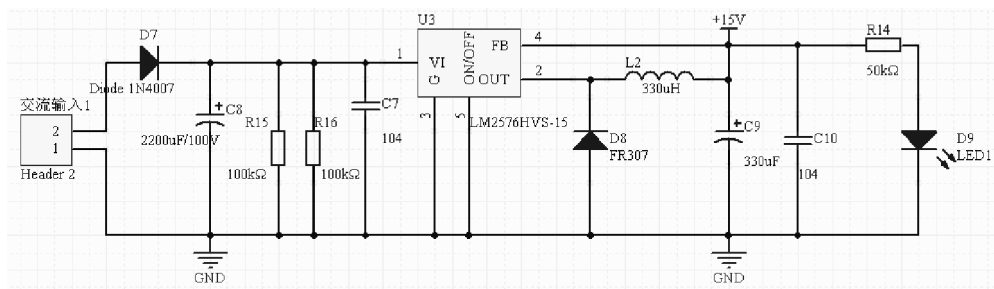 交流输入1
2
1
Header 2
D7
Diode 1N4007
C8
2200uF/100V
R15
100kΩ
R16
100kΩ
C7
104
U3
1
VI
G
ON/OFF
FB
OUT
4
2
3
5
LM2576HVS-15
D8
FR307
L2
330uH
+15V
C9
330uF
C10
104
R14
50kΩ
D9
LED1
GND
GND